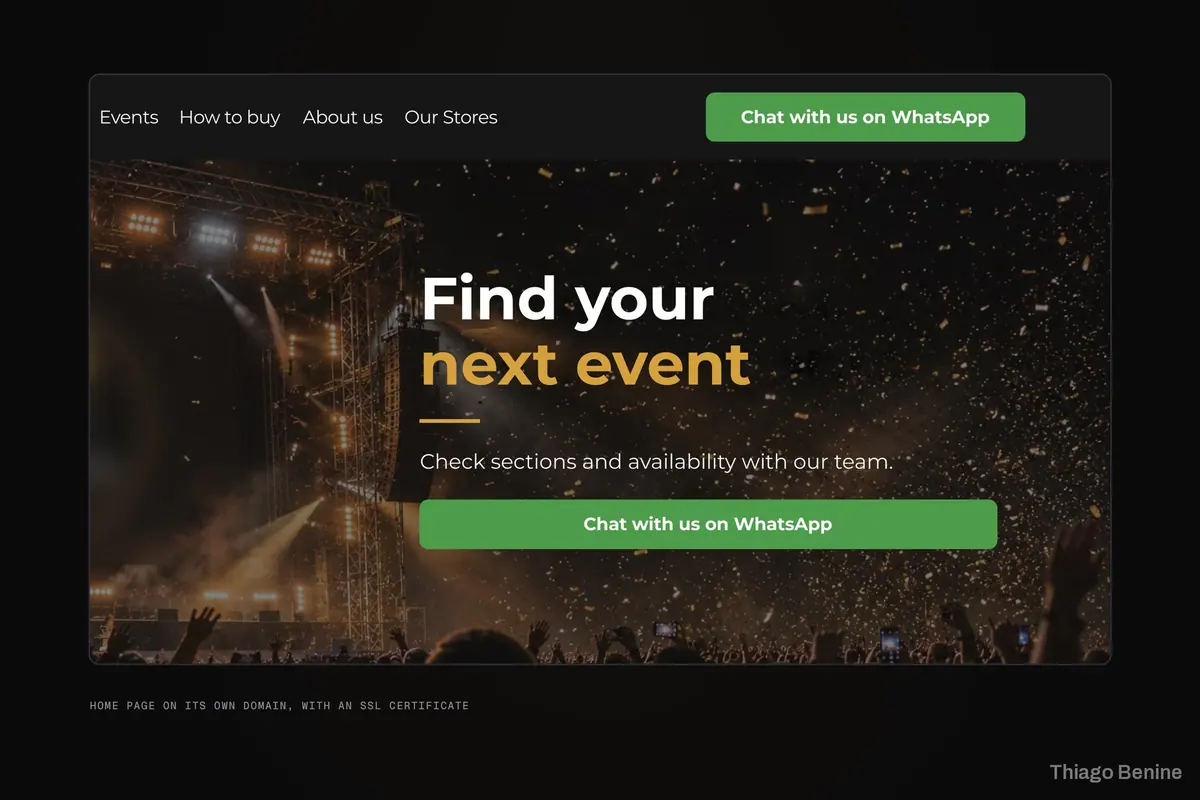 Events How to buy About us Our Stores Chat with us on WhatsApp
Find your
next event
Check sections and availability with our team.
Chat with us on WhatsApp
HOME PAGE ON ITS OWN DOMAIN, WITH AN SSL CERTIFICATE
Thiago Benine